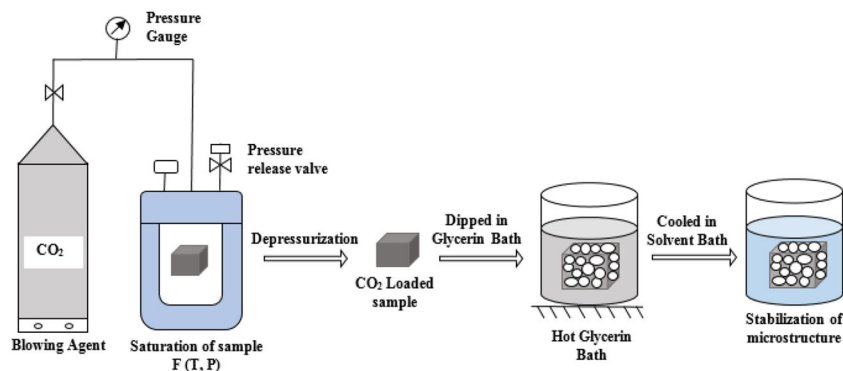 Pressure
Gauge
Pressure
release valve
CO₂
Blowing Agent
Saturation of sample
F (T, P)
Depressurization
CO₂ Loaded
sample
Dipped in
Glycerin Bath
Hot Glycerin
Bath
Cooled in
Solvent Bath
Stabilization of
microstructure